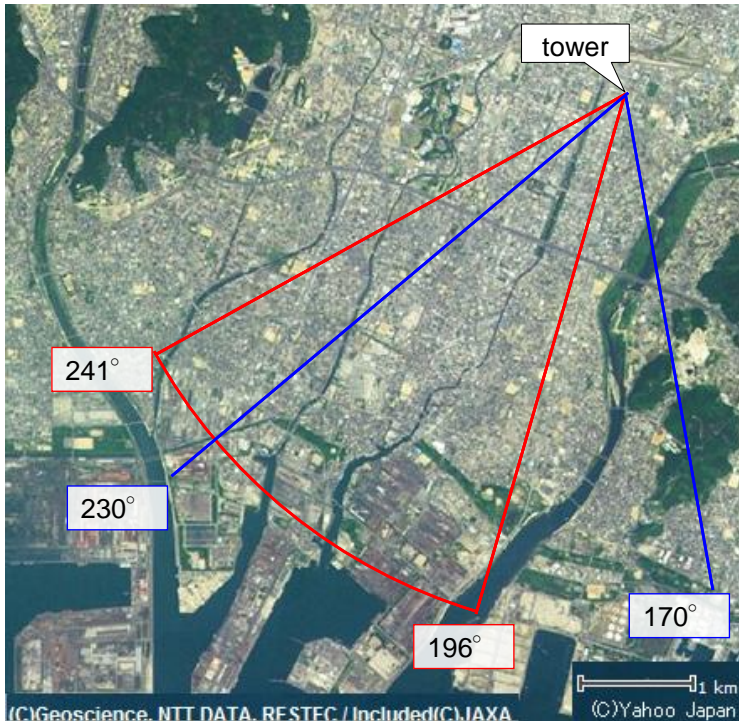 tower
241°
230°
196°
170°
1 km
(C)Geoscience, NTT DATA, RESTEC / Included(C)JAXA
(C)Yahoo Japan